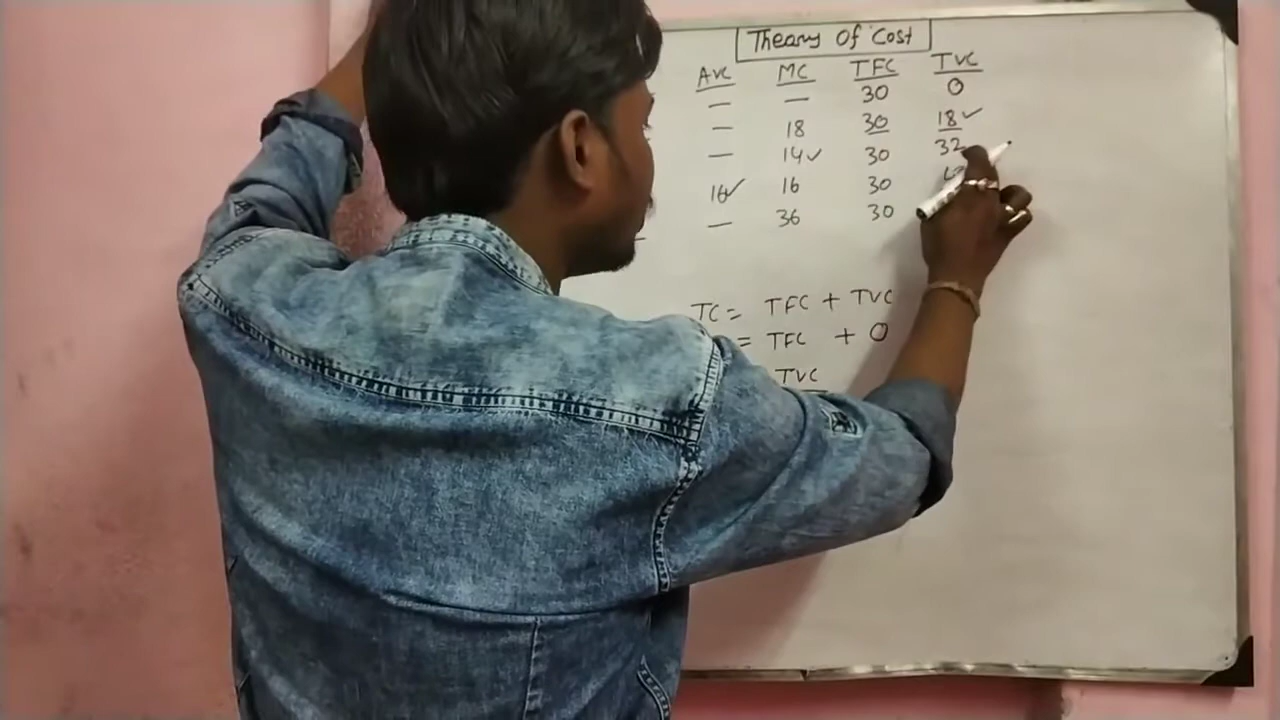 Theory Of Cost
AVC MC TFC TVC
— — 30 0
— 18 30 18 ✓
— 14 ✓ 30 32
16 ✓ 16 30
— 36 30
TC = TFC + TVC
= TFC + 0
TVC